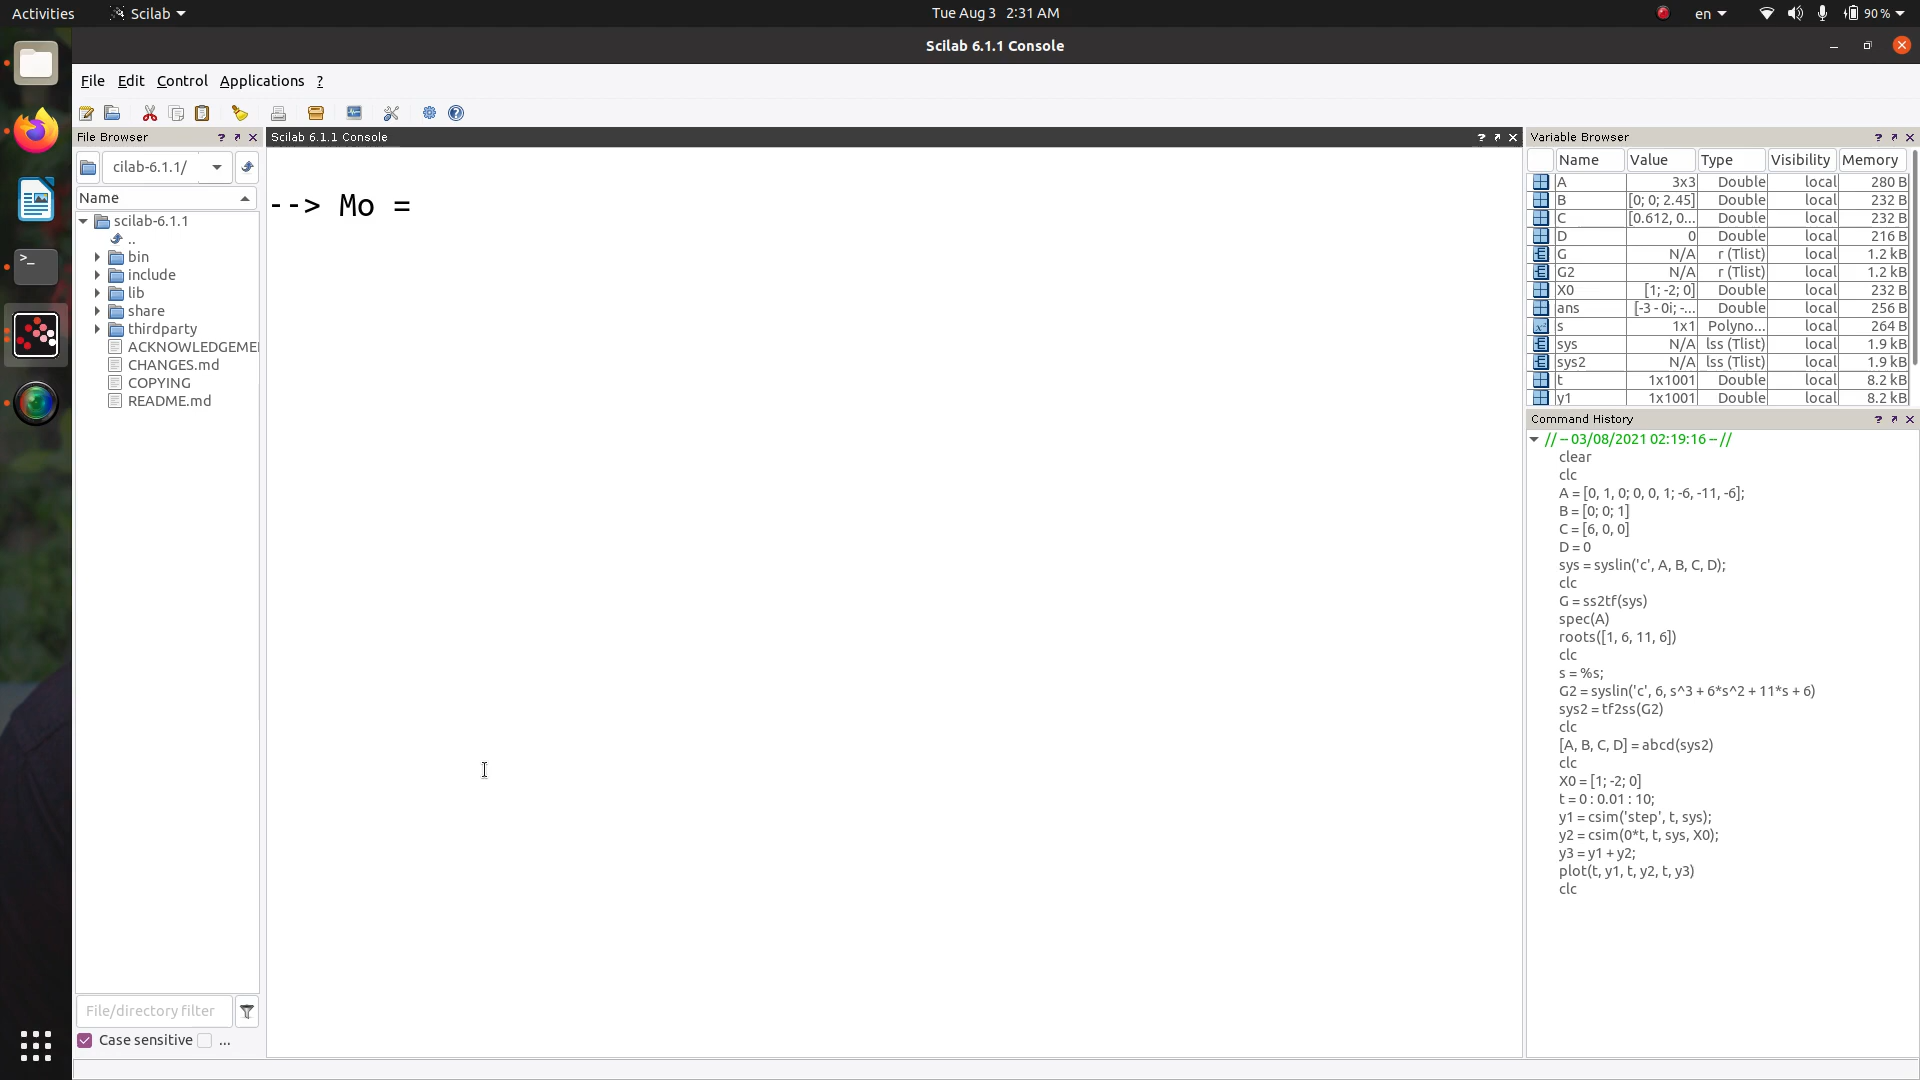 Activities Scilab Tue Aug 3 2:31 AM en 90 %
Scilab 6.1.1 Console
File Edit Control Applications ?
File Browser ?
cilab-6.1.1/
Name
scilab-6.1.1
..
bin
include
lib
share
thirdparty
ACKNOWLEDGEME
CHANGES.md
COPYING
README.md
File/directory filter
Case sensitive ...
Scilab 6.1.1 Console ?
--> Mo =
Variable Browser ?
Name Value Type Visibility Memory
A 3x3 Double local 280 B
B [0; 0; 2.45] Double local 232 B
C [0.612, 0... Double local 232 B
D 0 Double local 216 B
G N/A r (Tlist) local 1.2 kB
G2 N/A r (Tlist) local 1.2 kB
X0 [1; -2; 0] Double local 232 B
ans [-3 - 0i; -... Double local 256 B
s 1x1 Polyno... local 264 B
sys N/A lss (Tlist) local 1.9 kB
sys2 N/A lss (Tlist) local 1.9 kB
t 1x1001 Double local 8.2 kB
y1 1x1001 Double local 8.2 kB
Command History ?
// -- 03/08/2021 02:19:16 -- //
clear
clc
A = [0, 1, 0; 0, 0, 1; -6, -11, -6];
B = [0; 0; 1]
C = [6, 0, 0]
D = 0
sys = syslin('c', A, B, C, D);
clc
G = ss2tf(sys)
spec(A)
roots([1, 6, 11, 6])
clc
s = %s;
G2 = syslin('c', 6, s^3 + 6*s^2 + 11*s + 6)
sys2 = tf2ss(G2)
clc
[A, B, C, D] = abcd(sys2)
clc
X0 = [1; -2; 0]
t = 0 : 0.01 : 10;
y1 = csim('step', t, sys);
y2 = csim(0*t, t, sys, X0);
y3 = y1 + y2;
plot(t, y1, t, y2, t, y3)
clc